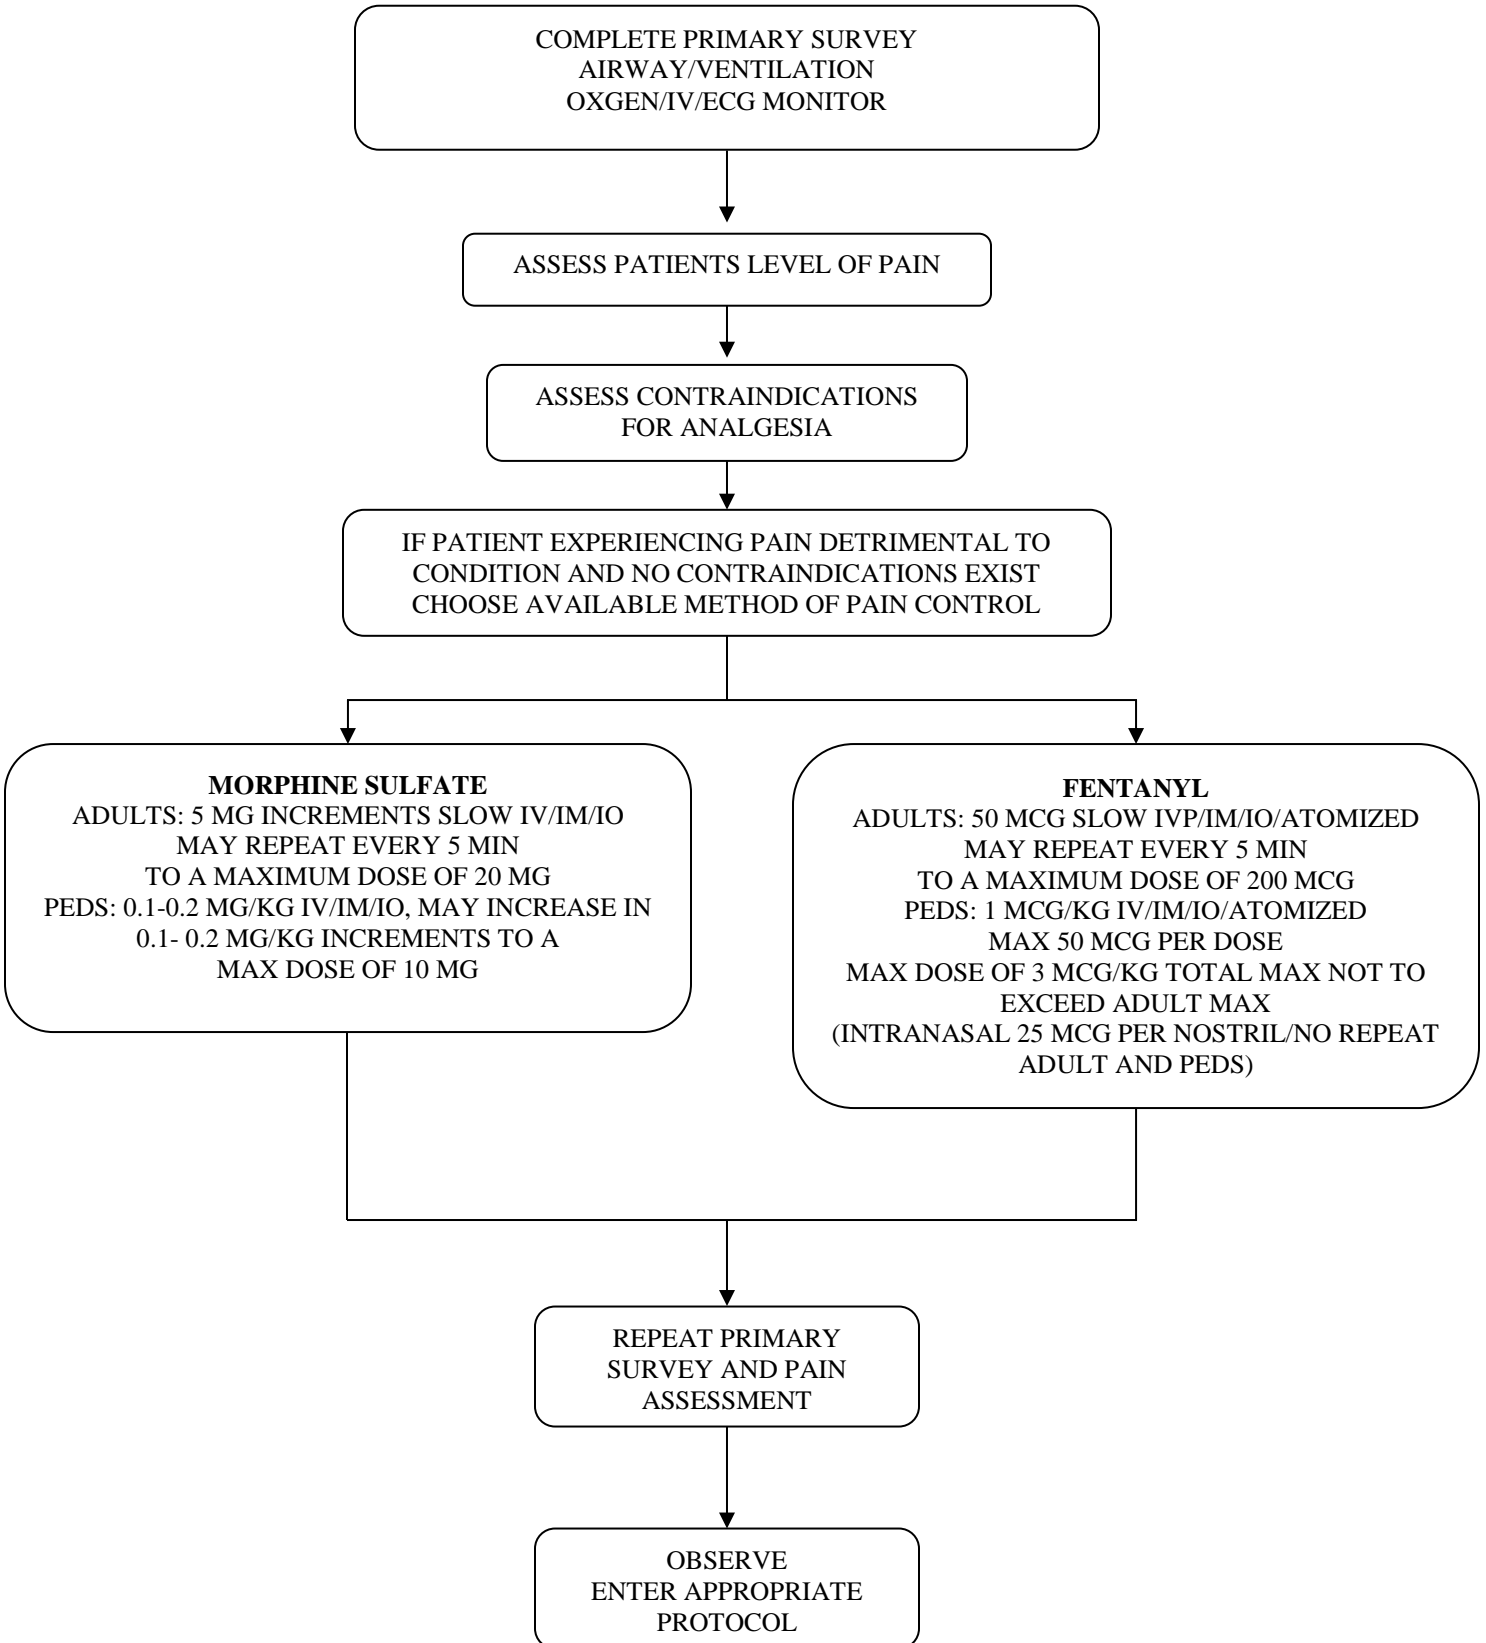 COMPLETE PRIMARY SURVEY
AIRWAY/VENTILATION
OXGEN/IV/ECG MONITOR
ASSESS PATIENTS LEVEL OF PAIN
ASSESS CONTRAINDICATIONS
FOR ANALGESIA
IF PATIENT EXPERIENCING PAIN DETRIMENTAL TO
CONDITION AND NO CONTRAINDICATIONS EXIST
CHOOSE AVAILABLE METHOD OF PAIN CONTROL
MORPHINE SULFATE
ADULTS: 5 MG INCREMENTS SLOW IV/IM/IO
MAY REPEAT EVERY 5 MIN
TO A MAXIMUM DOSE OF 20 MG
PEDS: 0.1-0.2 MG/KG IV/IM/IO, MAY INCREASE IN
0.1- 0.2 MG/KG INCREMENTS TO A
MAX DOSE OF 10 MG
FENTANYL
ADULTS: 50 MCG SLOW IVP/IM/IO/ATOMIZED
MAY REPEAT EVERY 5 MIN
TO A MAXIMUM DOSE OF 200 MCG
PEDS: 1 MCG/KG IV/IM/IO/ATOMIZED
MAX 50 MCG PER DOSE
MAX DOSE OF 3 MCG/KG TOTAL MAX NOT TO
EXCEED ADULT MAX
(INTRANASAL 25 MCG PER NOSTRIL/NO REPEAT
ADULT AND PEDS)
REPEAT PRIMARY
SURVEY AND PAIN
ASSESSMENT
OBSERVE
ENTER APPROPRIATE
PROTOCOL